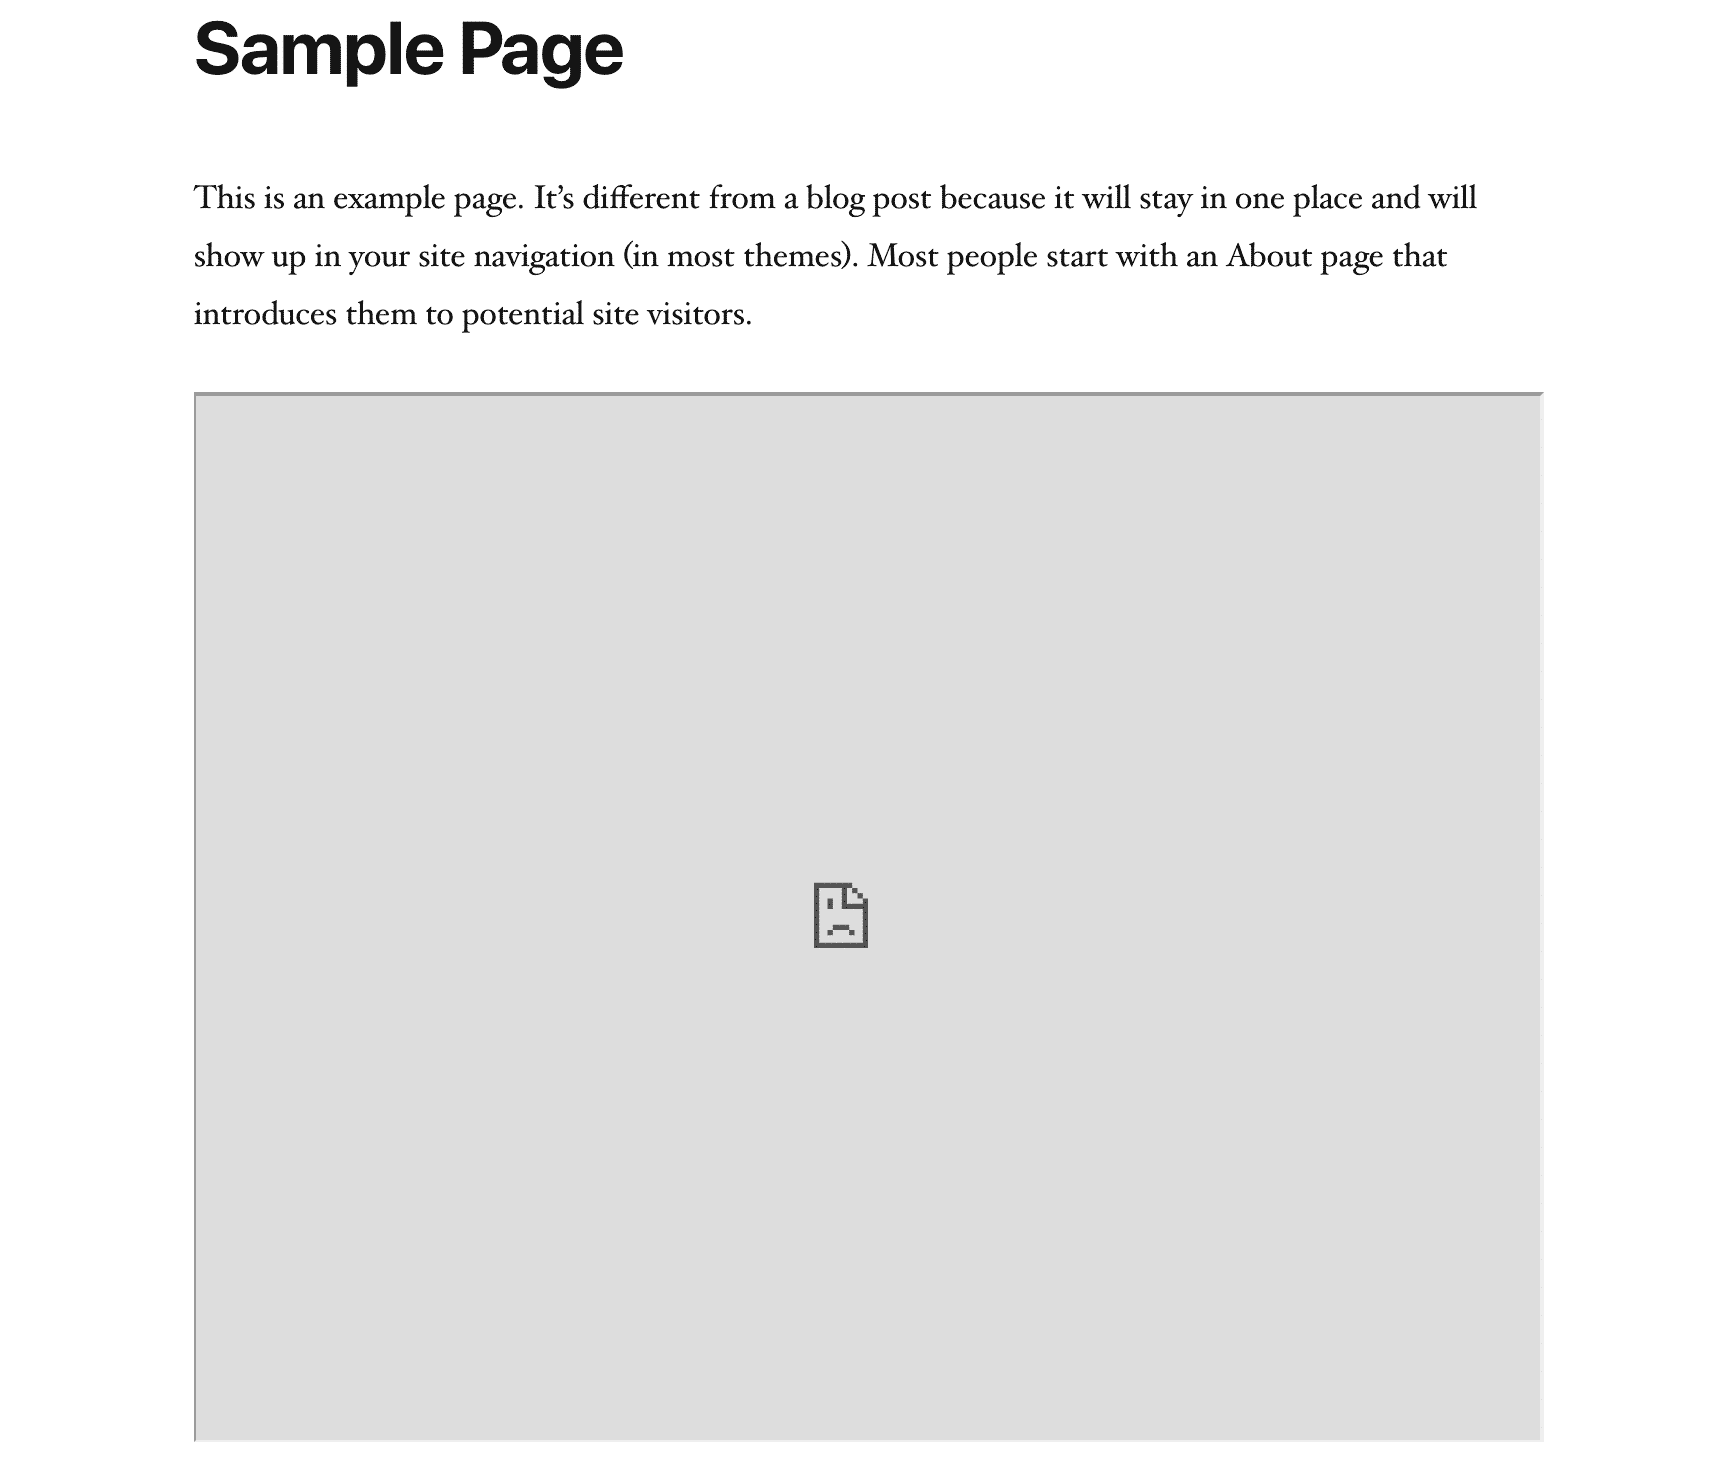 Sample Page
This is an example page. It’s different from a blog post because it will stay in one place and will
show up in your site navigation (in most themes). Most people start with an About page that
introduces them to potential site visitors.